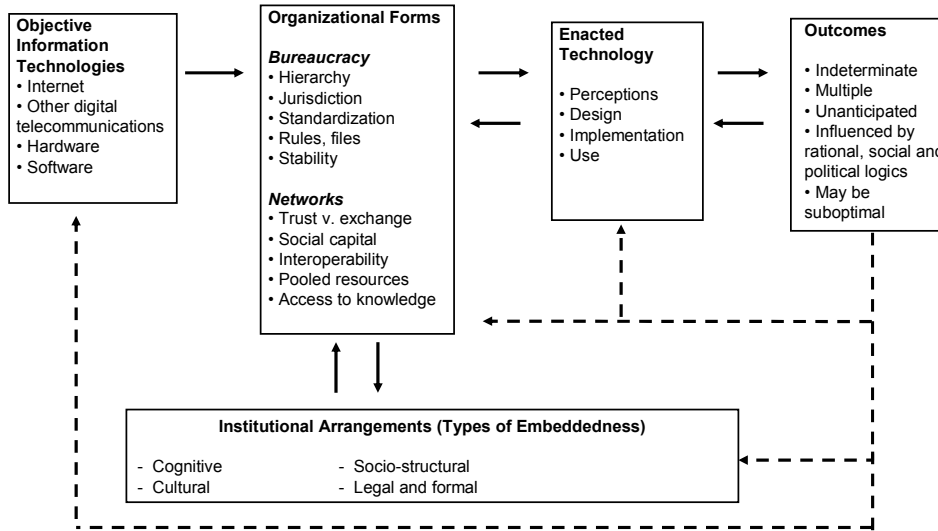 Objective
Information
Technologies
• Internet
• Other digital
telecommunications
• Hardware
• Software
Organizational Forms
Bureaucracy
• Hierarchy
• Jurisdiction
• Standardization
• Rules, files
• Stability
Networks
• Trust v. exchange
• Social capital
• Interoperability
• Pooled resources
• Access to knowledge
Enacted
Technology
• Perceptions
• Design
• Implementation
• Use
Outcomes
• Indeterminate
• Multiple
• Unanticipated
• Influenced by
rational, social and
political logics
• May be
suboptimal
Institutional Arrangements (Types of Embeddedness)
- Cognitive - Socio-structural
- Cultural - Legal and formal